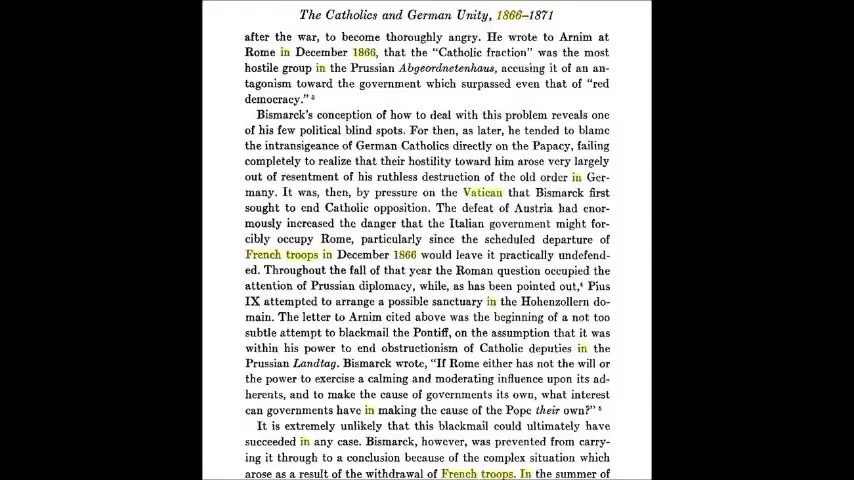 The Catholics and German Unity, 1866–1871
after the war, to become thoroughly angry. He wrote to Arnim at
Rome in December 1866, that the "Catholic fraction" was the most
hostile group in the Prussian Abgeordnetenhaus, accusing it of an an-
tagonism toward the government which surpassed even that of "red
democracy." ³
Bismarck's conception of how to deal with this problem reveals one
of his few political blind spots. For then, as later, he tended to blame
the intransigeance of German Catholics directly on the Papacy, failing
completely to realize that their hostility toward him arose very largely
out of resentment of his ruthless destruction of the old order in Ger-
many. It was, then, by pressure on the Vatican that Bismarck first
sought to end Catholic opposition. The defeat of Austria had enor-
mously increased the danger that the Italian government might for-
cibly occupy Rome, particularly since the scheduled departure of
French troops in December 1866 would leave it practically undefend-
ed. Throughout the fall of that year the Roman question occupied the
attention of Prussian diplomacy, while, as has been pointed out,⁴ Pius
IX attempted to arrange a possible sanctuary in the Hohenzollern do-
main. The letter to Arnim cited above was the beginning of a not too
subtle attempt to blackmail the Pontiff, on the assumption that it was
within his power to end obstructionism of Catholic deputies in the
Prussian Landtag. Bismarck wrote, "If Rome either has not the will or
the power to exercise a calming and moderating influence upon its ad-
herents, and to make the cause of governments its own, what interest
can governments have in making the cause of the Pope their own?" ⁵
It is extremely unlikely that this blackmail could ultimately have
succeeded in any case. Bismarck, however, was prevented from carry-
ing it through to a conclusion because of the complex situation which
arose as a result of the withdrawal of French troops. In the summer of